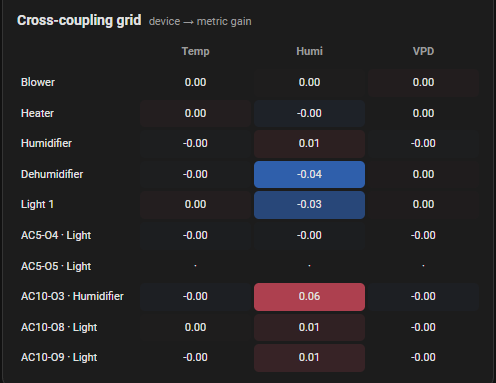 Cross-coupling grid device → metric gain
Temp Humi VPD
Blower 0.00 0.00 0.00
Heater 0.00 -0.00 0.00
Humidifier -0.00 0.01 -0.00
Dehumidifier -0.00 -0.04 0.00
Light 1 0.00 -0.03 0.00
AC5-O4 · Light -0.00 -0.00 -0.00
AC5-O5 · Light · · ·
AC10-O3 · Humidifier -0.00 0.06 -0.00
AC10-O8 · Light 0.00 0.01 -0.00
AC10-O9 · Light -0.00 0.01 -0.00